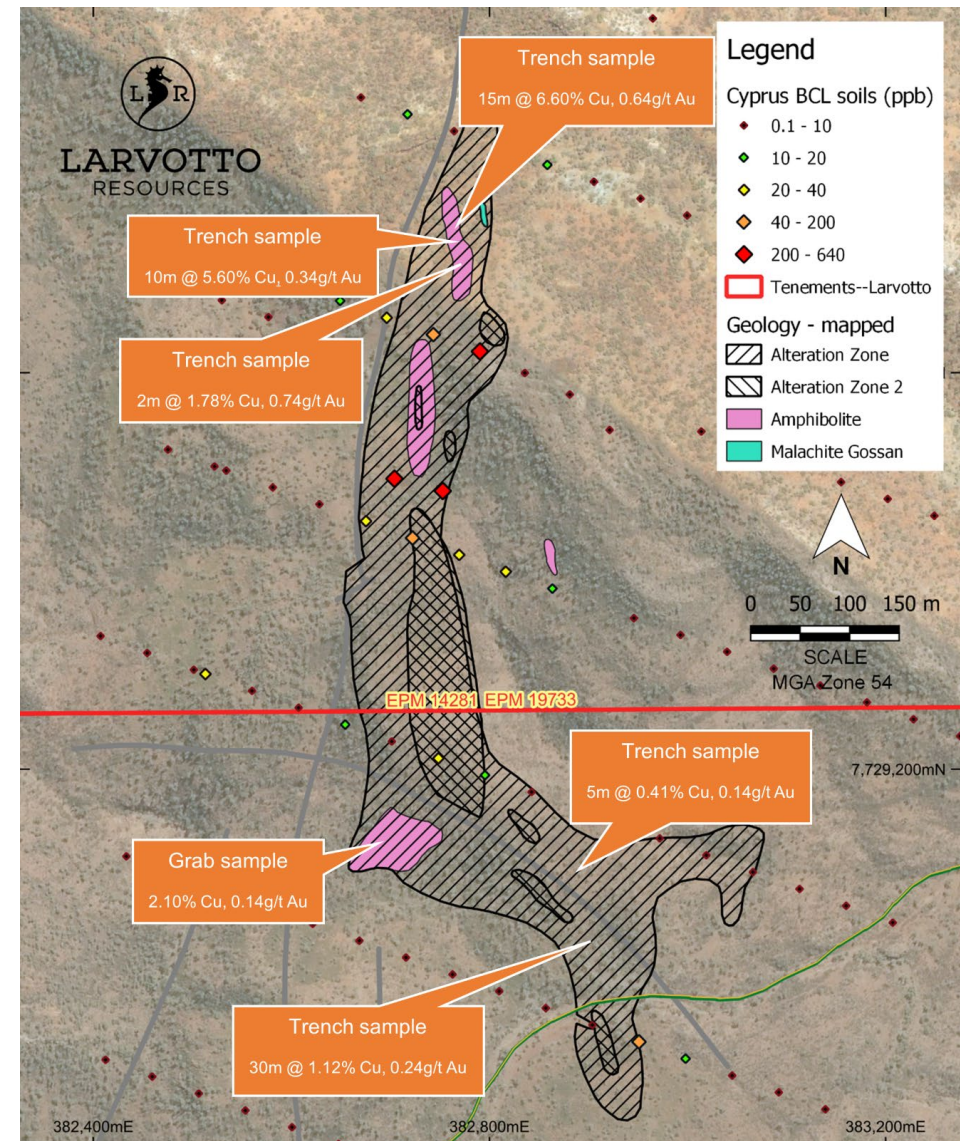 L R
LARVOTTO
RESOURCES
Trench sample
15m @ 6.60% Cu, 0.64g/t Au
Trench sample
10m @ 5.60% Cu, 0.34g/t Au
Trench sample
2m @ 1.78% Cu, 0.74g/t Au
Legend
Cyprus BCL soils (ppb)
0.1 - 10
10 - 20
20 - 40
40 - 200
200 - 640
Tenements--Larvotto
Geology - mapped
Alteration Zone
Alteration Zone 2
Amphibolite
Malachite Gossan
N
0 50 100 150 m
SCALE
MGA Zone 54
EPM 14281 EPM 19733
Trench sample
5m @ 0.41% Cu, 0.14g/t Au
7,729,200mN
Grab sample
2.10% Cu, 0.14g/t Au
Trench sample
30m @ 1.12% Cu, 0.24g/t Au
382,400mE 382,800mE 383,200mE